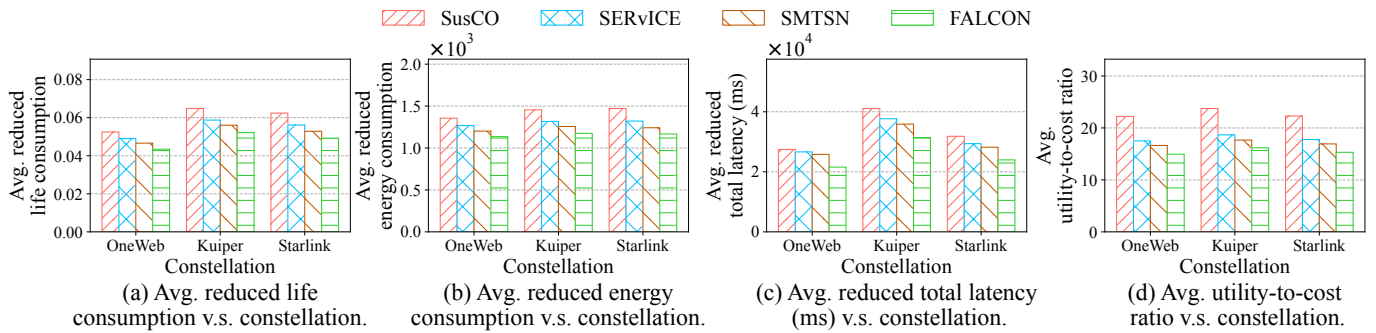 SusCO SERvICE SMTSN FALCON
Avg. reduced
life consumption
0.08
0.06
0.04
0.02
0.00
OneWeb Kuiper Starlink
Constellation
(a) Avg. reduced life
consumption v.s. constellation.
×10³
Avg. reduced
energy consumption
2.0
1.5
1.0
0.5
0.0
OneWeb Kuiper Starlink
Constellation
(b) Avg. reduced energy
consumption v.s. constellation.
×10⁴
Avg. reduced
total latency (ms)
4
2
0
OneWeb Kuiper Starlink
Constellation
(c) Avg. reduced total latency
(ms) v.s. constellation.
Avg.
utility-to-cost ratio
30
20
10
0
OneWeb Kuiper Starlink
Constellation
(d) Avg. utility-to-cost
ratio v.s. constellation.